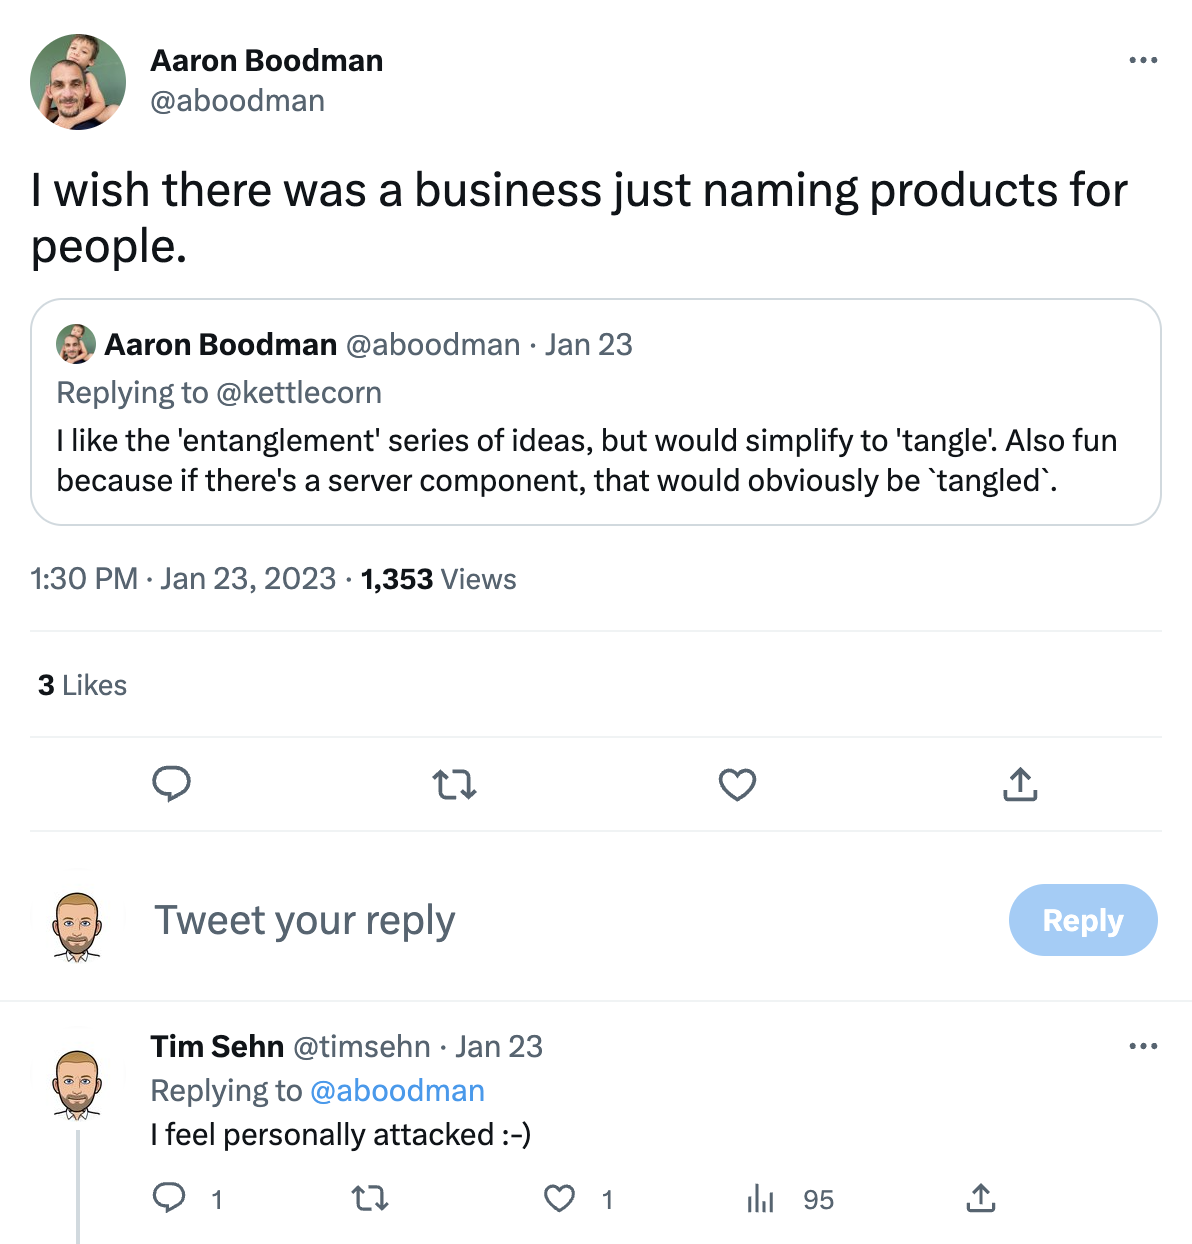 Aaron Boodman
@aboodman
I wish there was a business just naming products for
people.
Aaron Boodman @aboodman · Jan 23
Replying to @kettlecorn
I like the 'entanglement' series of ideas, but would simplify to 'tangle'. Also fun
because if there's a server component, that would obviously be `tangled`.
1:30 PM · Jan 23, 2023 · 1,353 Views
3 Likes
Tweet your reply
Reply
Tim Sehn @timsehn · Jan 23
Replying to @aboodman
I feel personally attacked :-)
1 1 95